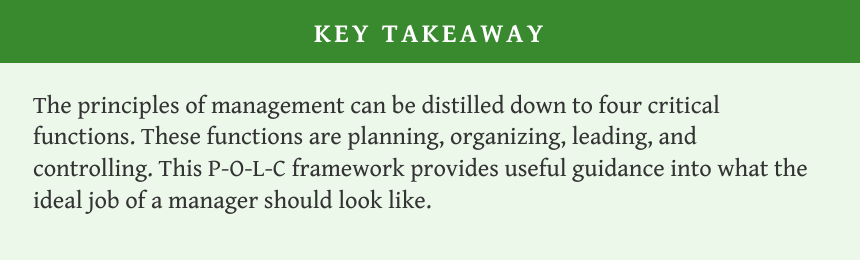 KEY TAKEAWAY
The principles of management can be distilled down to four critical
functions. These functions are planning, organizing, leading, and
controlling. This P-O-L-C framework provides useful guidance into what the
ideal job of a manager should look like.